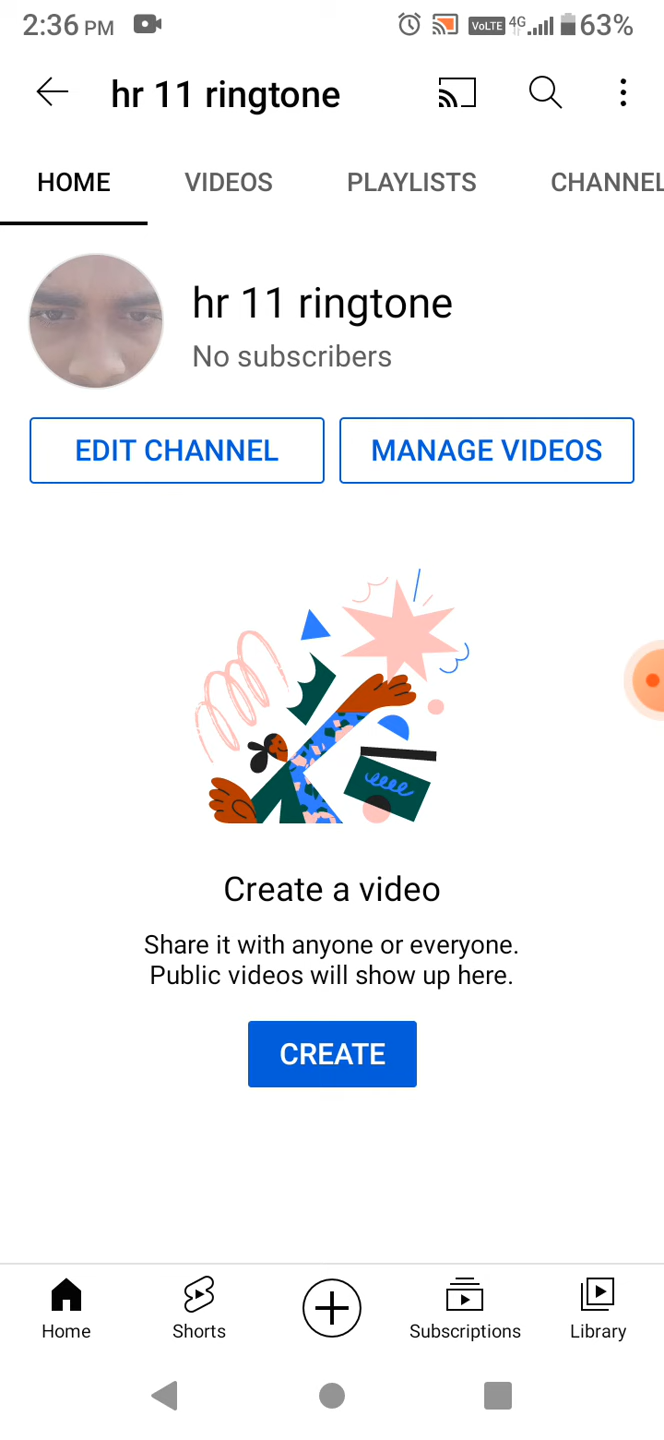 2:36 PM VoLTE 4G 63%
hr 11 ringtone
HOME VIDEOS PLAYLISTS CHANNEL
hr 11 ringtone
No subscribers
EDIT CHANNEL MANAGE VIDEOS
Create a video
Share it with anyone or everyone.
Public videos will show up here.
CREATE
Home Shorts Subscriptions Library